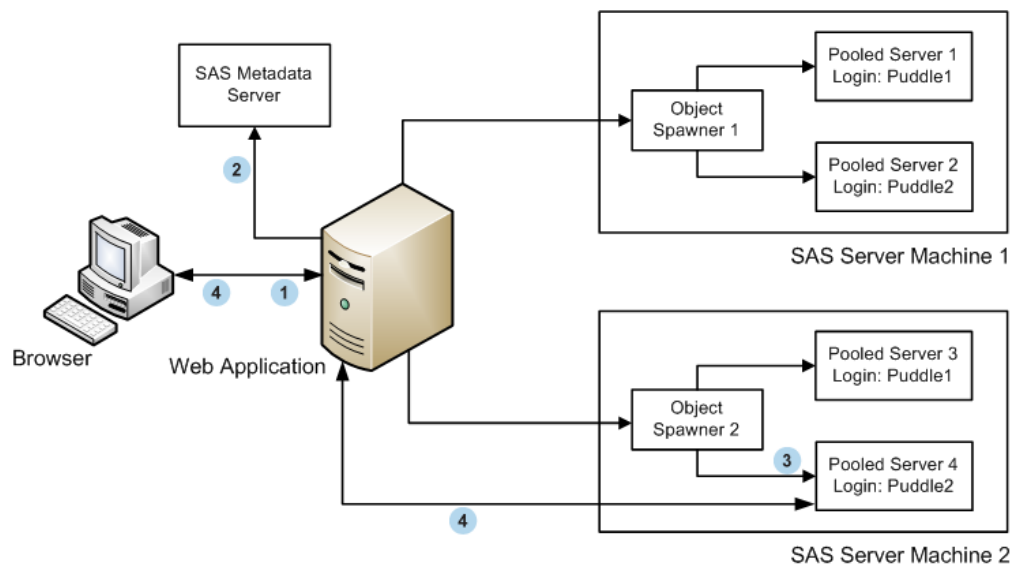 SAS Metadata
Server
2
Browser
4
1
Web Application
Object
Spawner 1
Pooled Server 1
Login: Puddle1
Pooled Server 2
Login: Puddle2
SAS Server Machine 1
Object
Spawner 2
Pooled Server 3
Login: Puddle1
3
Pooled Server 4
Login: Puddle2
4
SAS Server Machine 2